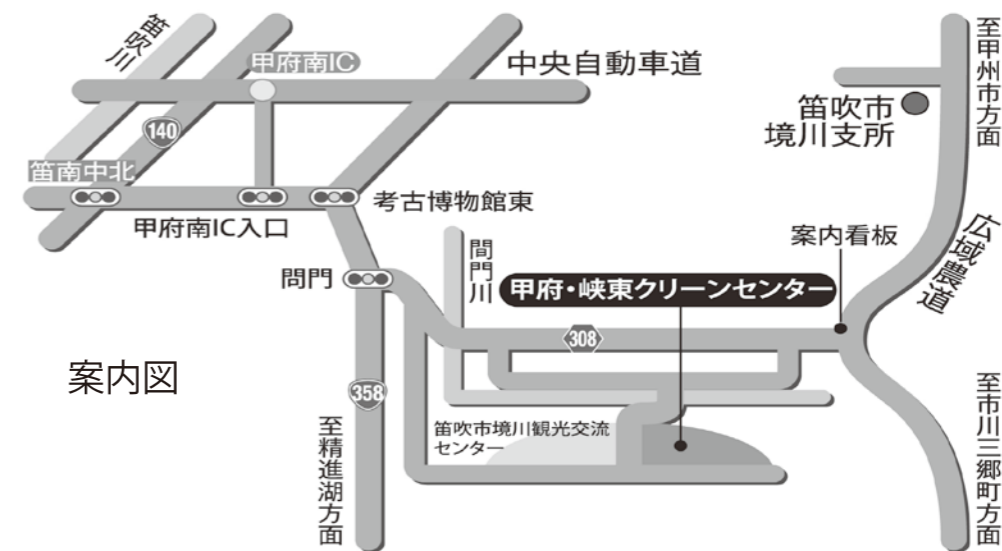 笛吹川
甲府南IC
中央自動車道
至甲州市方面
140
笛吹市
境川支所
笛南中北
甲府南IC入口
考古博物館東
広域農道
間門川
案内看板
問門
甲府・峡東クリーンセンター
308
案内図
358
至精進湖方面
笛吹市境川観光交流
センター
至市川三郷町方面